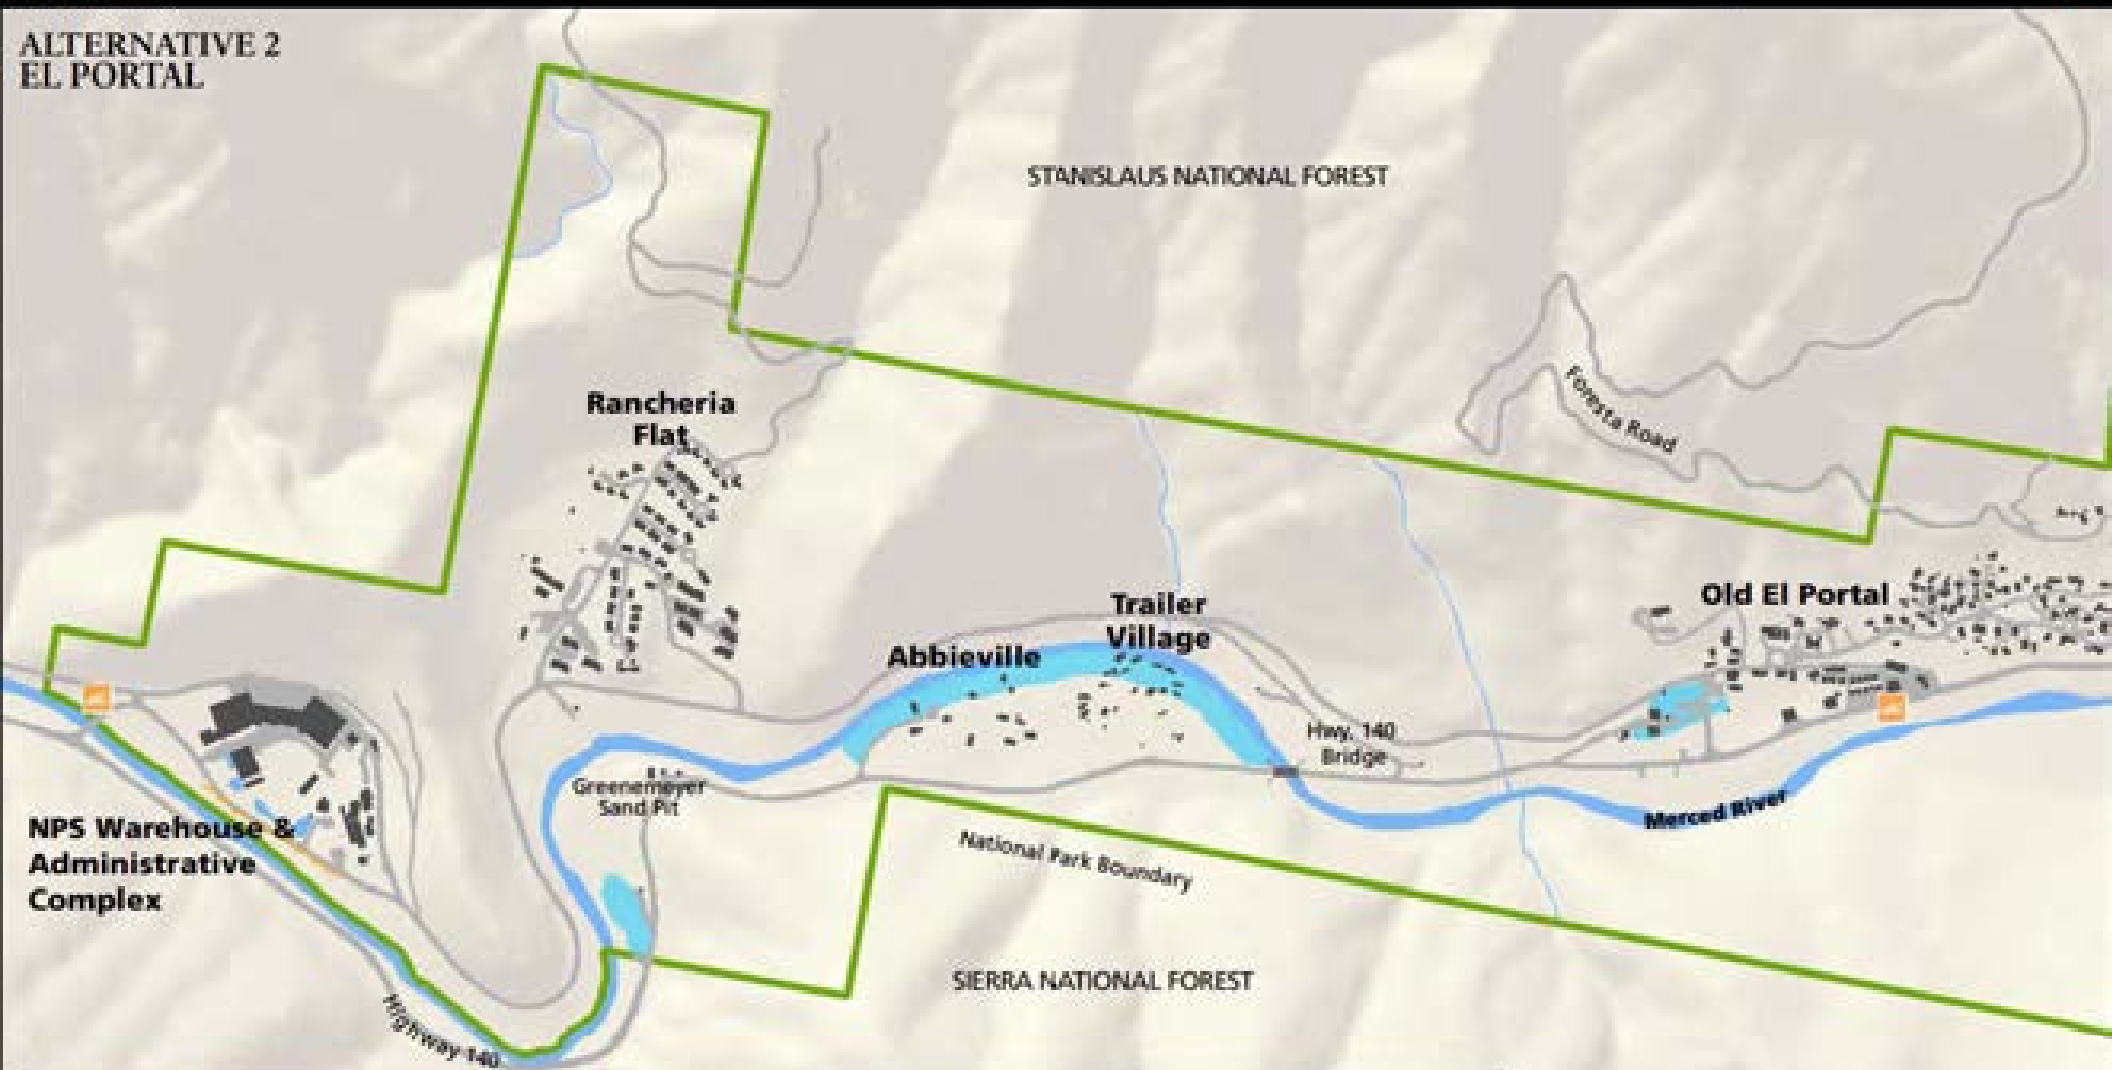 ALTERNATIVE 2
EL PORTAL
STANISLAUS NATIONAL FOREST
Foresta Road
Rancheria
Flat
Old El Portal
Trailer
Village
Abbieville
Hwy. 140
Bridge
Greenemeyer
Sand Pit
Merced River
NPS Warehouse &
Administrative
Complex
National Park Boundary
SIERRA NATIONAL FOREST
Highway 140